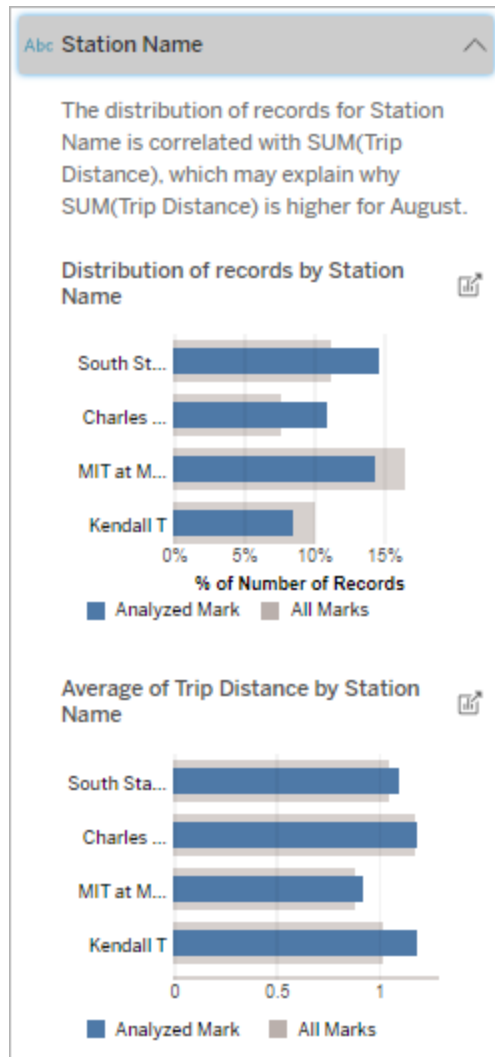 Abc Station Name
The distribution of records for Station
Name is correlated with SUM(Trip
Distance), which may explain why
SUM(Trip Distance) is higher for August.
Distribution of records by Station
Name
South St...
Charles ...
MIT at M...
Kendall T
0% 5% 10% 15%
% of Number of Records
Analyzed Mark All Marks
Average of Trip Distance by Station
Name
South Sta...
Charles ...
MIT at M...
Kendall T
0 0.5 1
Analyzed Mark All Marks